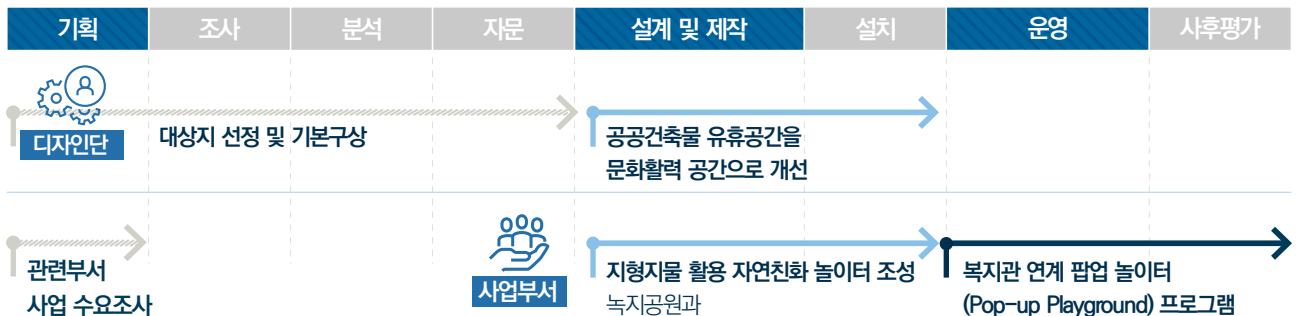 기획 조사 분석 자문 설계 및 제작 설치 운영 사후평가
디자인단
대상지 선정 및 기본구상
공공건축물 유휴공간을
문화활력 공간으로 개선
관련부서
사업 수요조사
사업부서
지형지물 활용 자연친화 놀이터 조성
녹지공원과
복지관 연계 팝업 놀이터
(Pop-up Playground) 프로그램